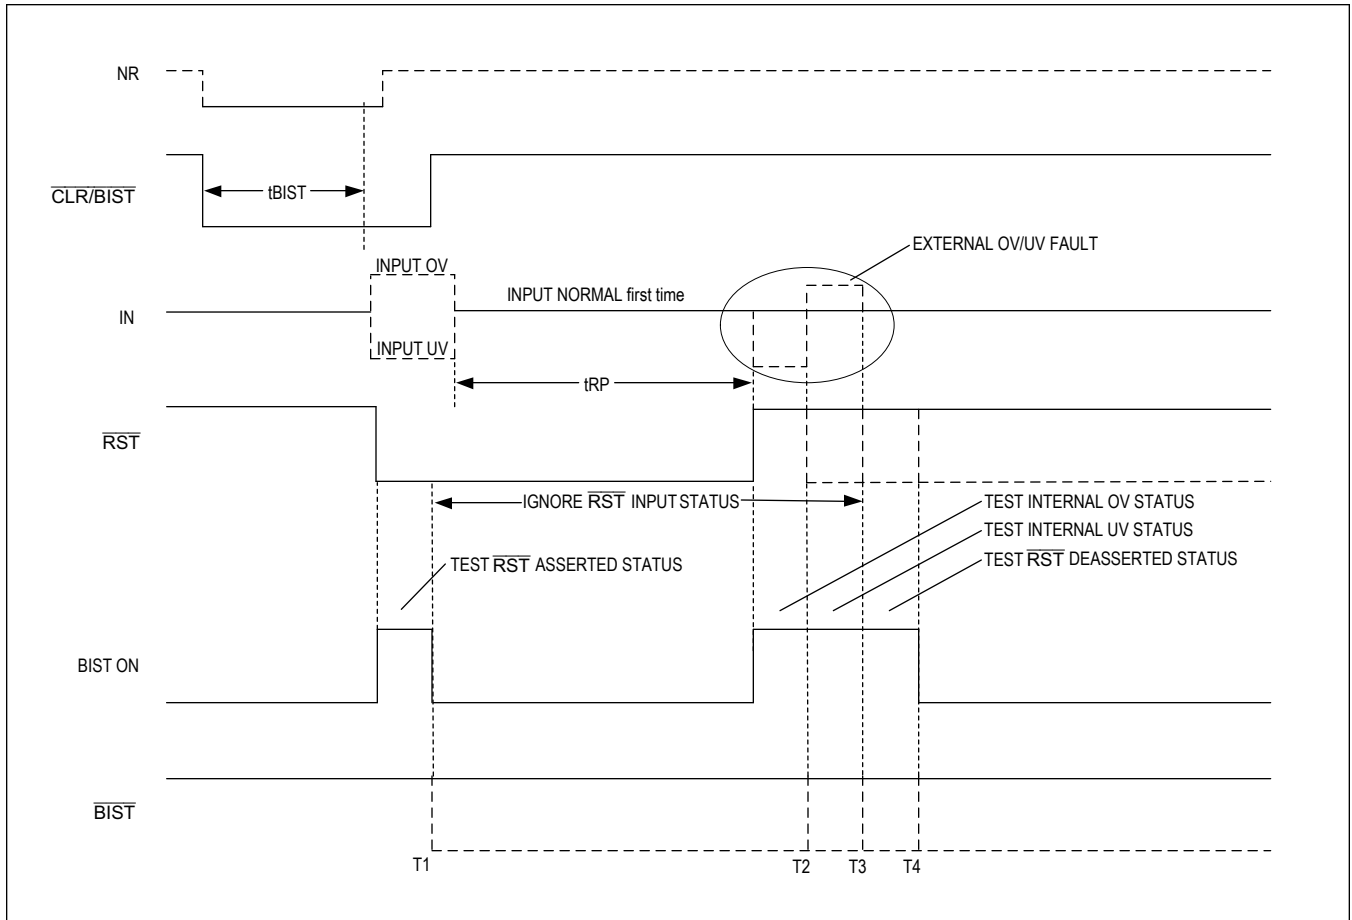 NR
CLR/BIST
tBIST
EXTERNAL OV/UV FAULT
INPUT OV
INPUT NORMAL first time
IN
INPUT UV
tRP
RST
IGNORE RST INPUT STATUS
TEST INTERNAL OV STATUS
TEST INTERNAL UV STATUS
TEST RST DEASSERTED STATUS
TEST RST ASSERTED STATUS
BIST ON
BIST
T1
T2
T3
T4